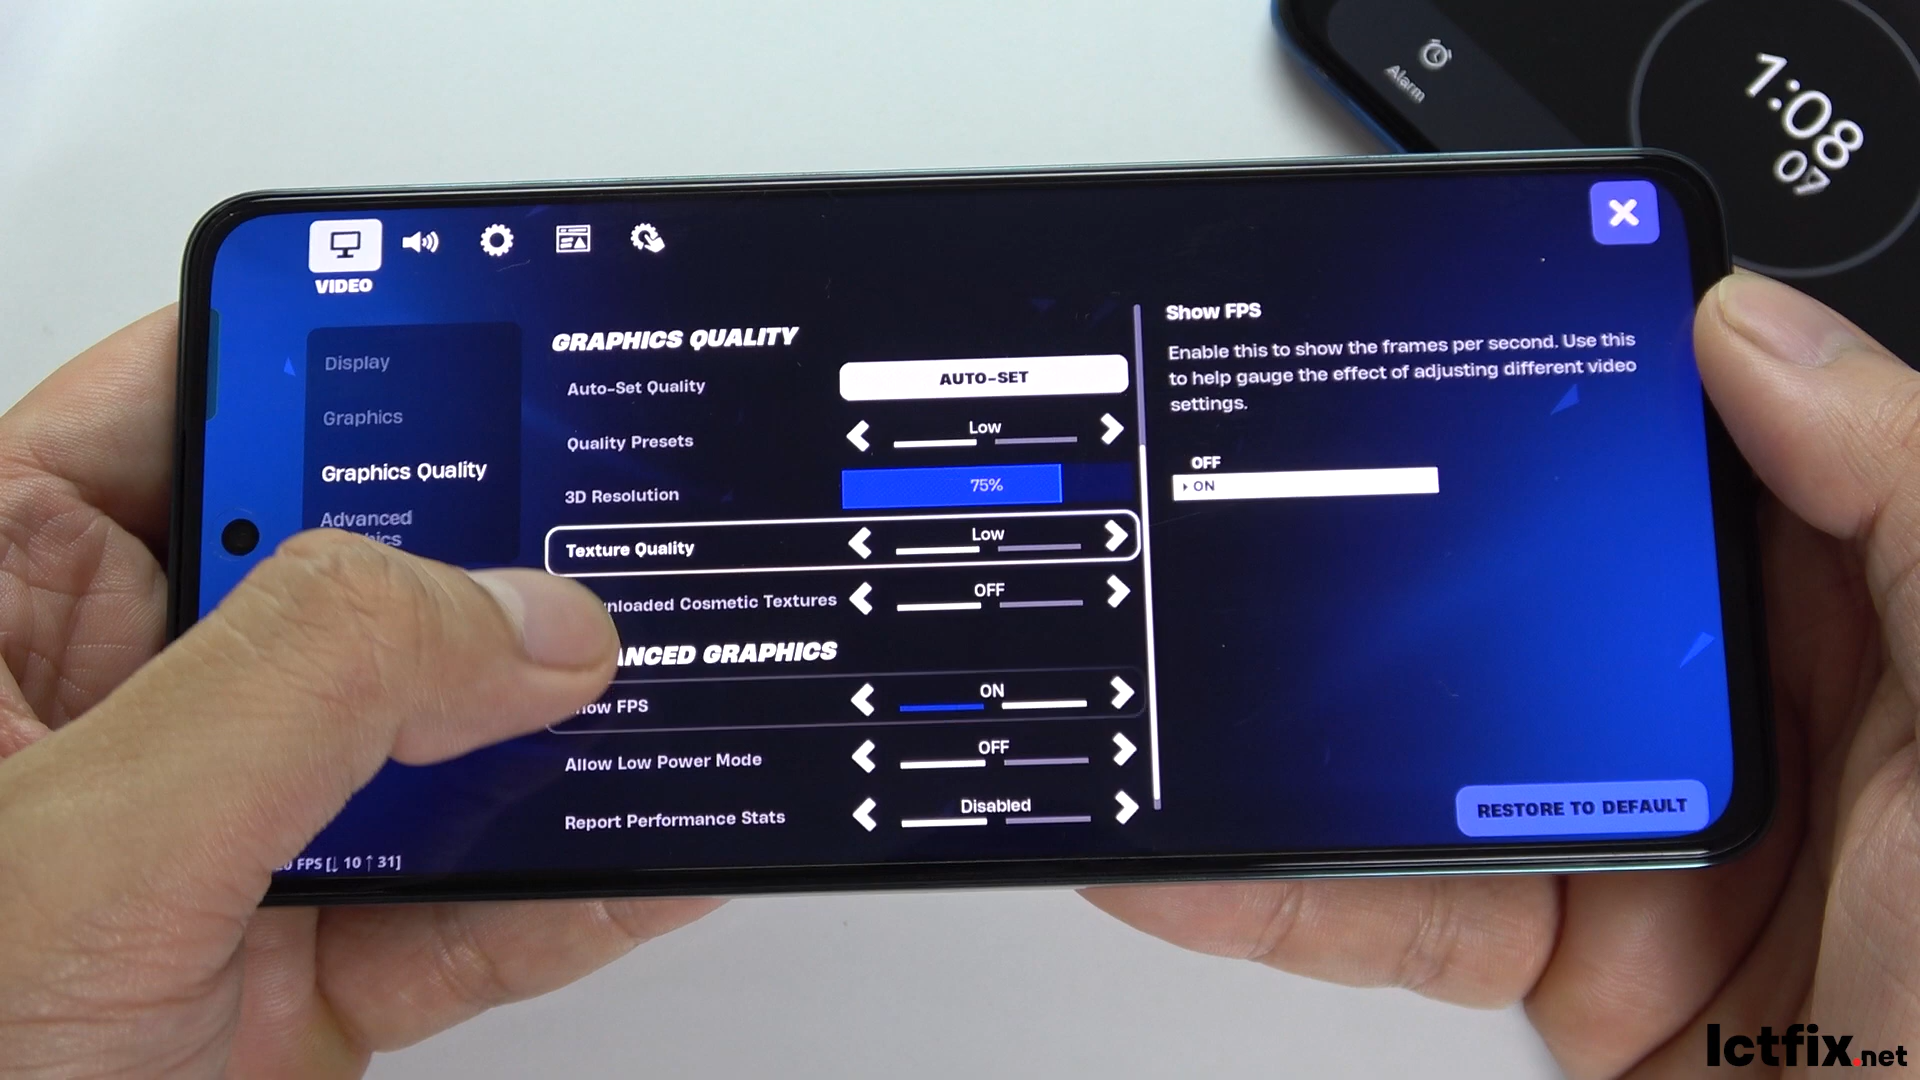 Alarm
1:08
07
VIDEO
Display
Graphics
Graphics Quality
Advanced
GRAPHICS QUALITY
Auto-Set Quality
AUTO-SET
Quality Presets
Low
3D Resolution
75%
Texture Quality
Low
nloaded Cosmetic Textures
OFF
ANCED GRAPHICS
Show FPS
ON
Allow Low Power Mode
OFF
Report Performance Stats
Disabled
Show FPS
Enable this to show the frames per second. Use this
to help gauge the effect of adjusting different video
settings.
OFF
ON
RESTORE TO DEFAULT
FPS [↓ 10 ↑ 31]
Ictfix.net